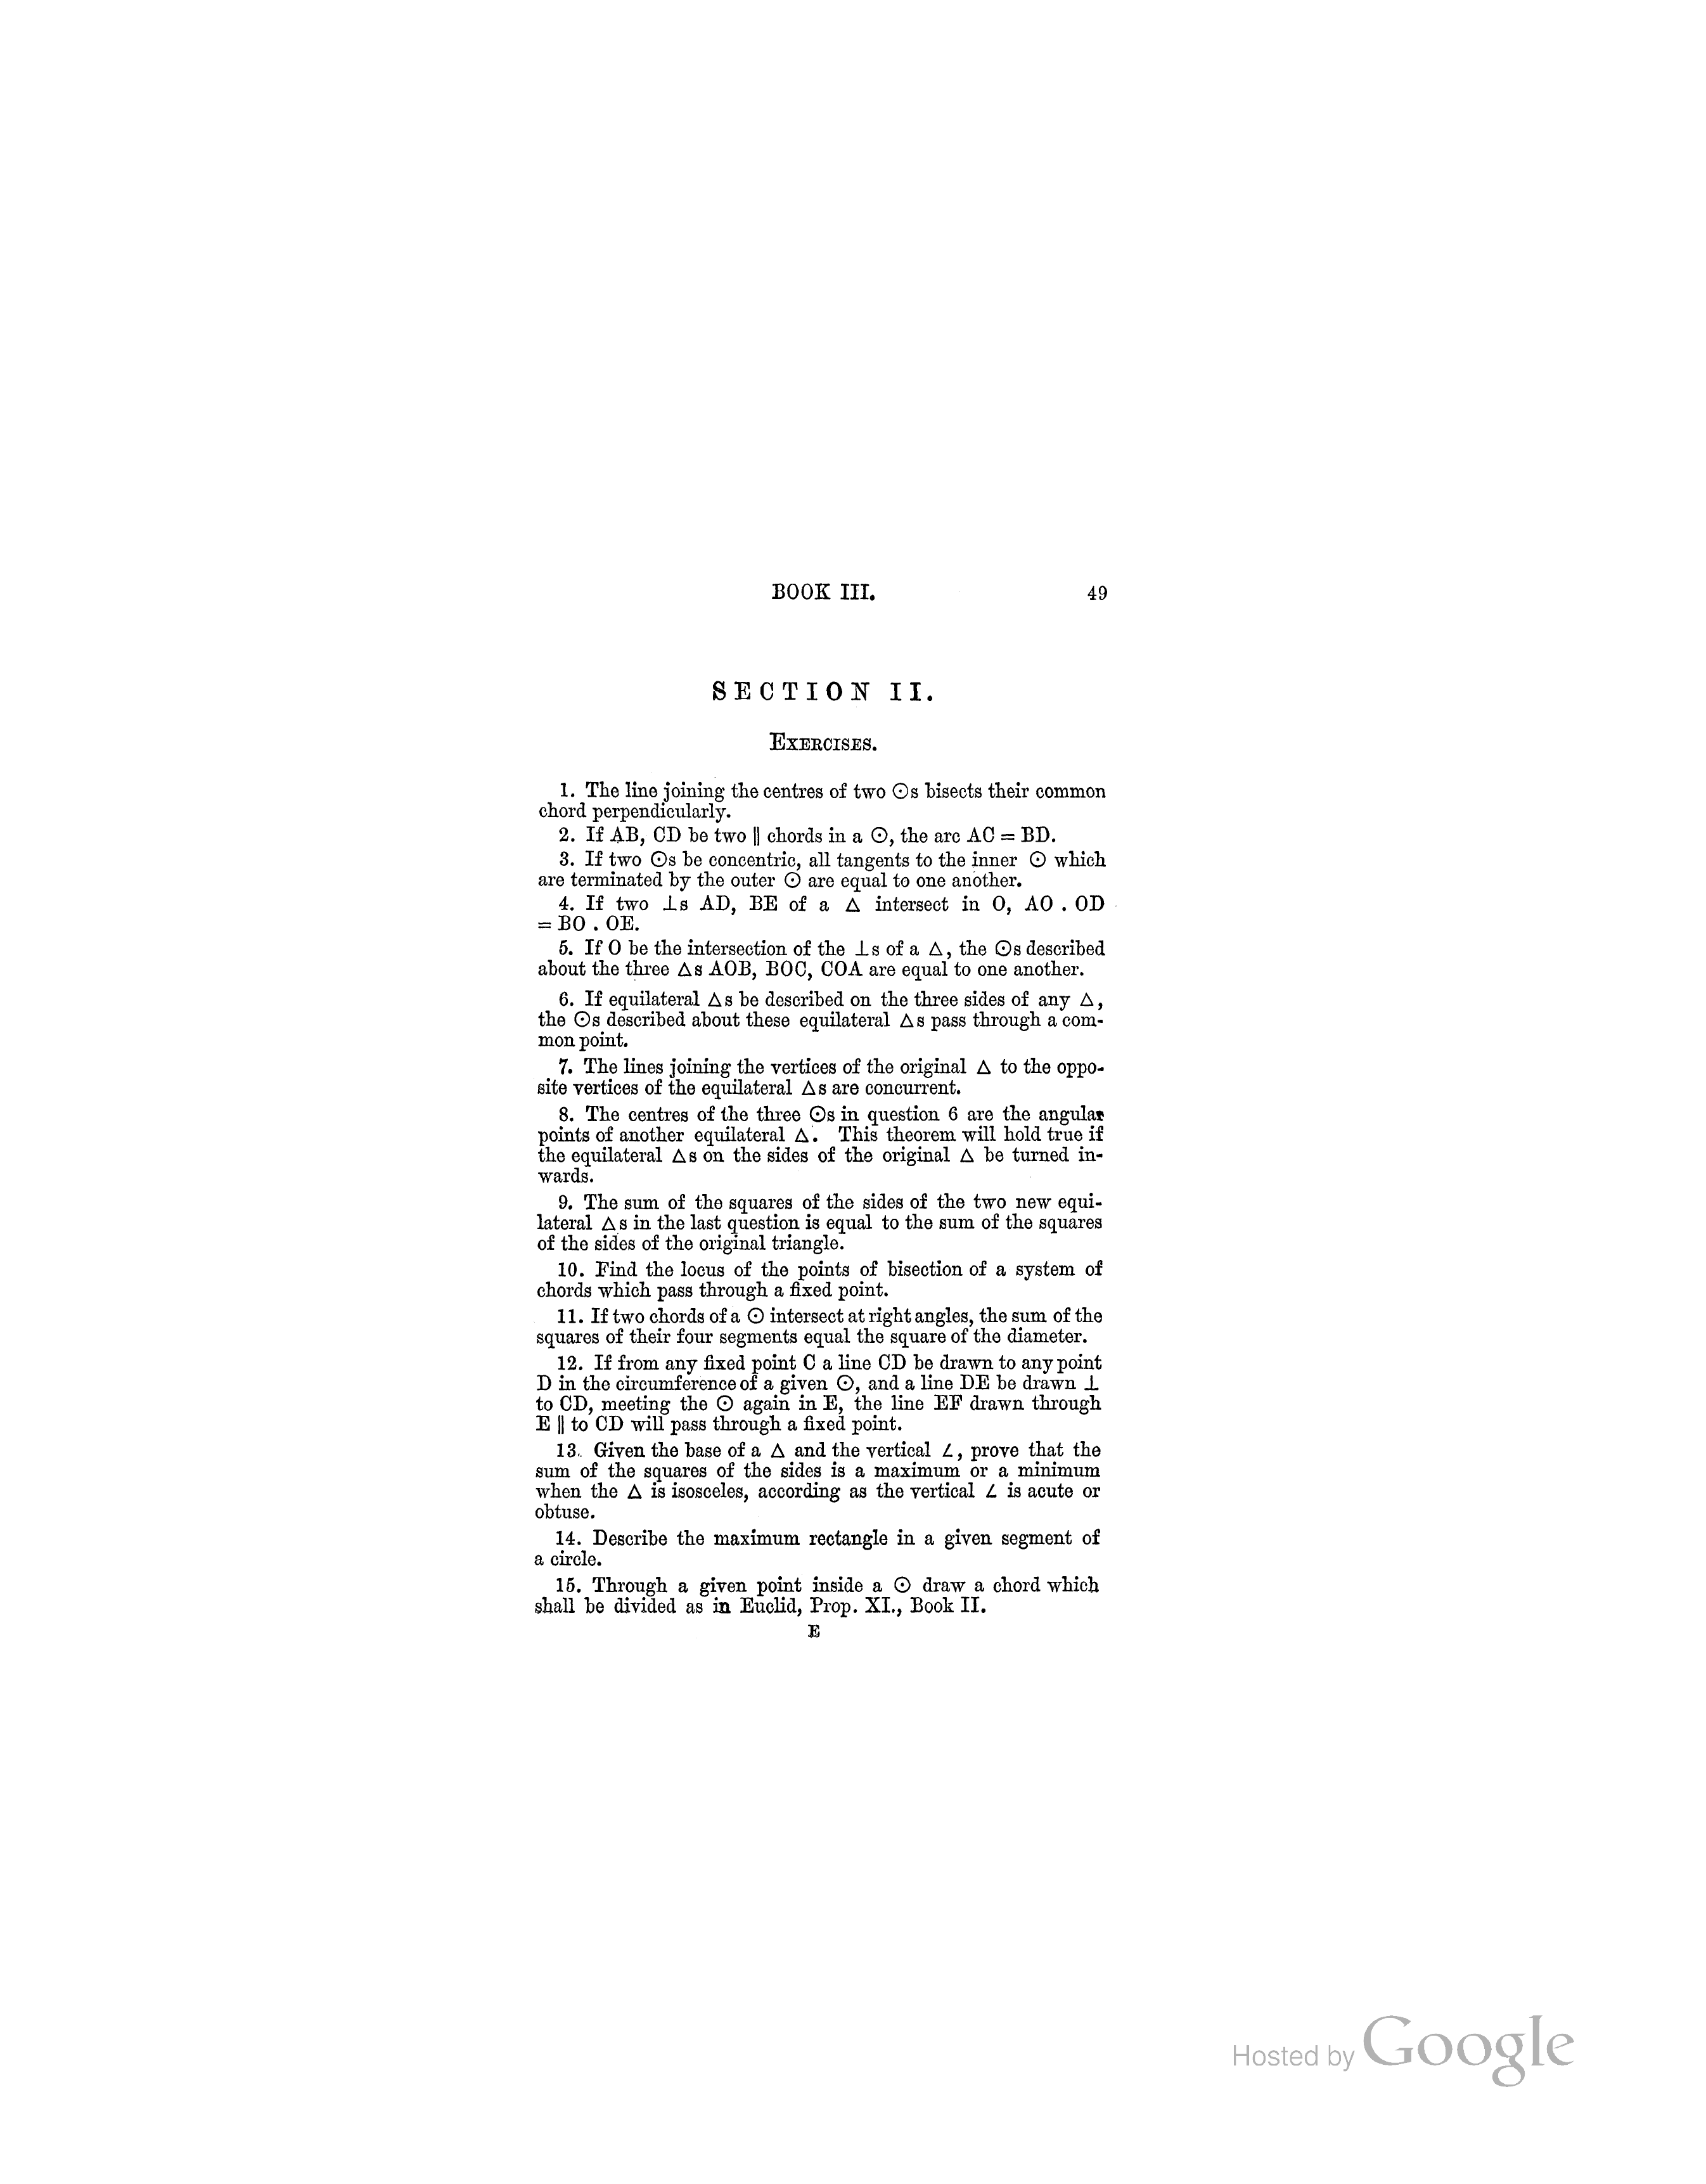 BOOK III. 49
SECTION II.
EXERCISES.
1. The line joining the centres of two ⊙s bisects their common
chord perpendicularly.
2. If AB, CD be two || chords in a ⊙, the arc AC = BD.
3. If two ⊙s be concentric, all tangents to the inner ⊙ which
are terminated by the outer ⊙ are equal to one another.
4. If two ⊥s AD, BE of a △ intersect in O, AO . OD
= BO . OE.
5. If O be the intersection of the ⊥s of a △, the ⊙s described
about the three △s AOB, BOC, COA are equal to one another.
6. If equilateral △s be described on the three sides of any △,
the ⊙s described about these equilateral △s pass through a com-
mon point.
7. The lines joining the vertices of the original △ to the oppo-
site vertices of the equilateral △s are concurrent.
8. The centres of the three ⊙s in question 6 are the angular
points of another equilateral △. This theorem will hold true if
the equilateral △s on the sides of the original △ be turned in-
wards.
9. The sum of the squares of the sides of the two new equi-
lateral △s in the last question is equal to the sum of the squares
of the sides of the original triangle.
10. Find the locus of the points of bisection of a system of
chords which pass through a fixed point.
11. If two chords of a ⊙ intersect at right angles, the sum of the
squares of their four segments equal the square of the diameter.
12. If from any fixed point C a line CD be drawn to any point
D in the circumference of a given ⊙, and a line DE be drawn ⊥
to CD, meeting the ⊙ again in E, the line EF drawn through
E || to CD will pass through a fixed point.
13. Given the base of a △ and the vertical ∠, prove that the
sum of the squares of the sides is a maximum or a minimum
when the △ is isosceles, according as the vertical ∠ is acute or
obtuse.
14. Describe the maximum rectangle in a given segment of
a circle.
15. Through a given point inside a ⊙ draw a chord which
shall be divided as in Euclid, Prop. XI., Book II.
E
Hosted by Google